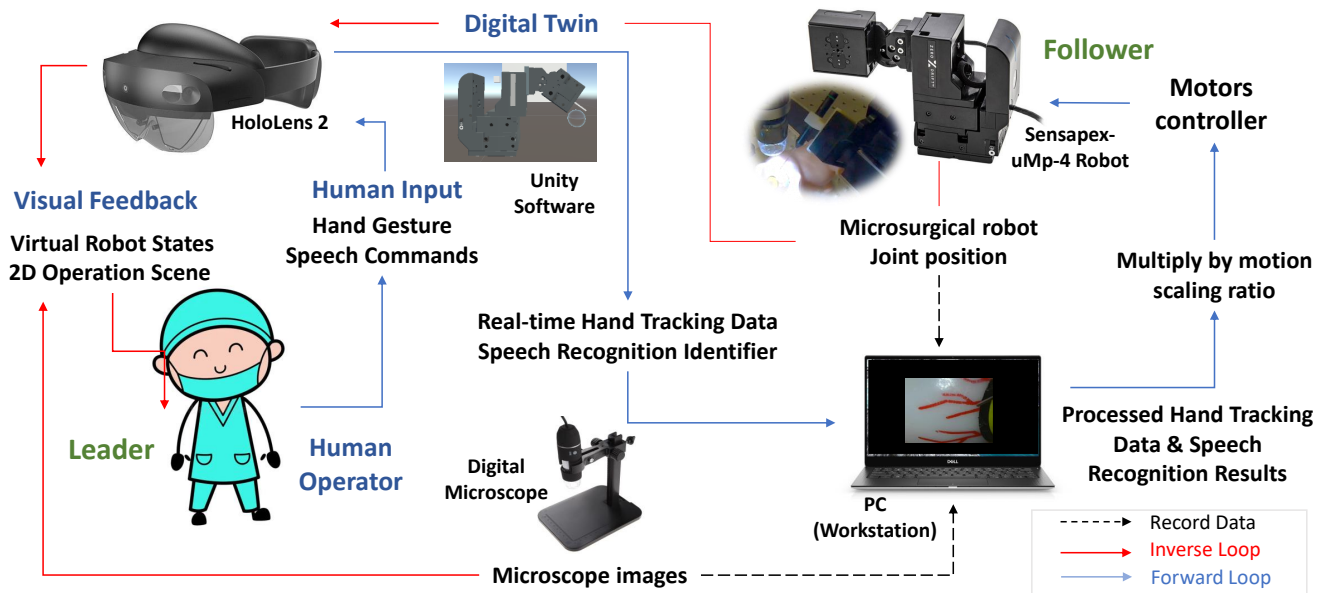 Digital Twin
HoloLens 2
Unity
Software
Follower
Sensapex-
uMp-4 Robot
Motors
controller
Visual Feedback
Virtual Robot States
2D Operation Scene
Human Input
Hand Gesture
Speech Commands
Microsurgical robot
Joint position
Multiply by motion
scaling ratio
Real-time Hand Tracking Data
Speech Recognition Identifier
Leader
Human
Operator
Digital
Microscope
DELL
PC
(Workstation)
Processed Hand Tracking
Data & Speech
Recognition Results
Microscope images
Record Data
Inverse Loop
Forward Loop